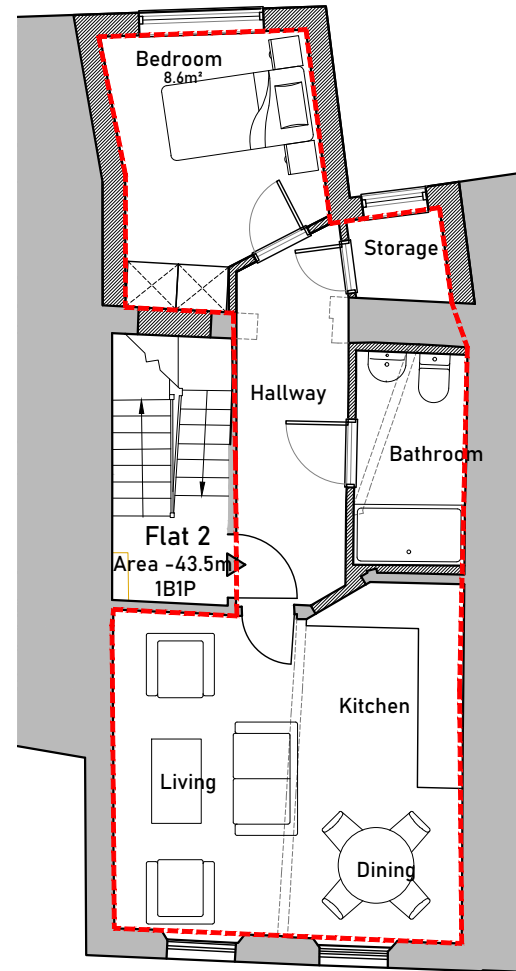 Bedroom
8.6m²
Storage
Hallway
Bathroom
Flat 2
Area -43.5m
1B1P
Kitchen
Living
Dining